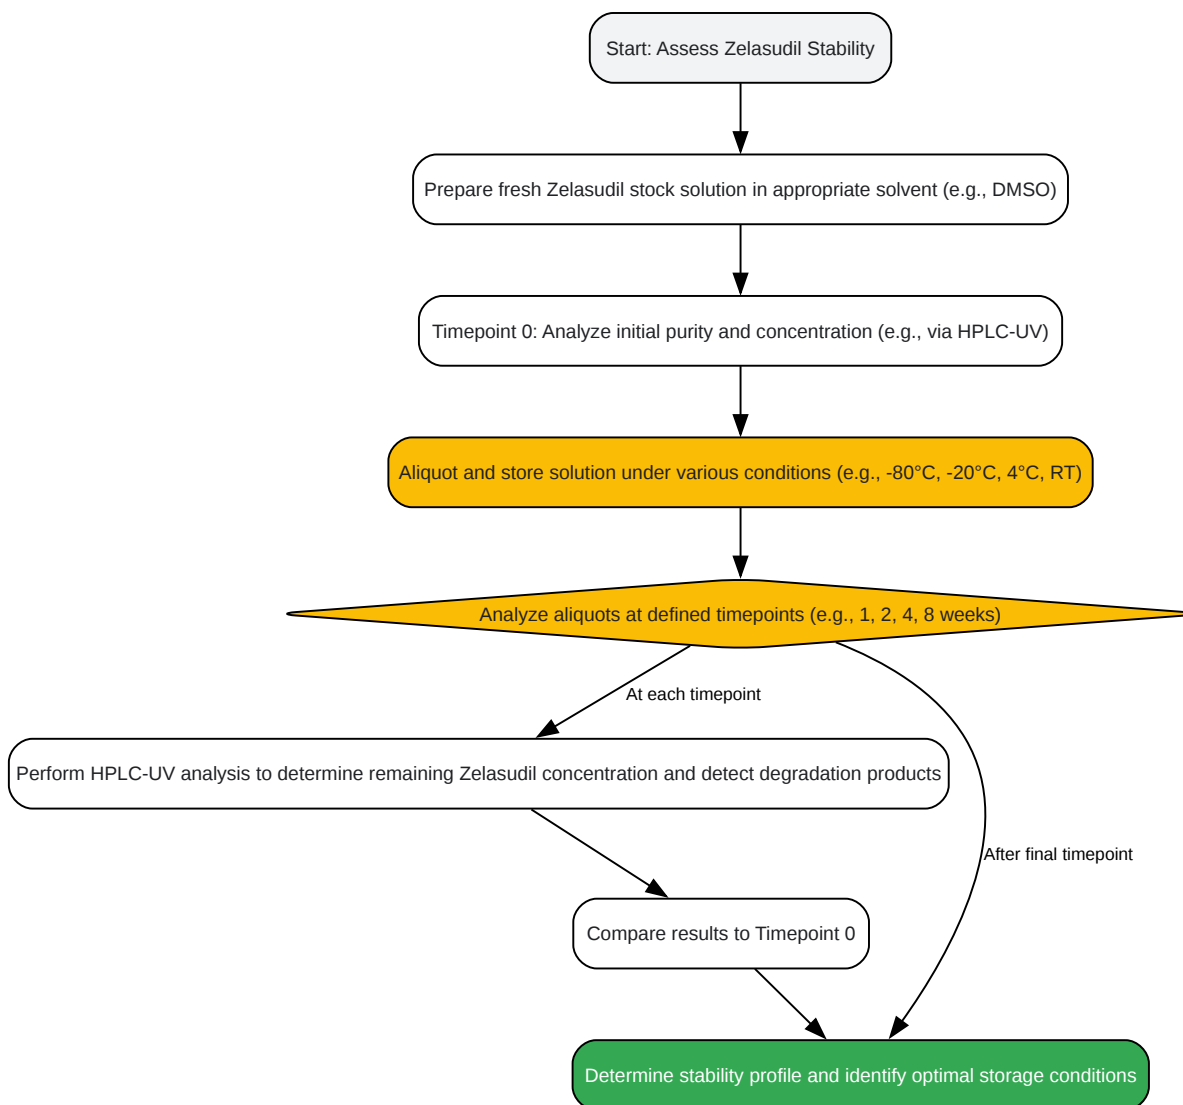 Start: Assess Zelasudil Stability
Prepare fresh Zelasudil stock solution in appropriate solvent (e.g., DMSO)
Timepoint 0: Analyze initial purity and concentration (e.g., via HPLC-UV)
Aliquot and store solution under various conditions (e.g., -80°C, -20°C, 4°C, RT)
Analyze aliquots at defined timepoints (e.g., 1, 2, 4, 8 weeks)
At each timepoint
Perform HPLC-UV analysis to determine remaining Zelasudil concentration and detect degradation products
After final timepoint
Compare results to Timepoint 0
Determine stability profile and identify optimal storage conditions